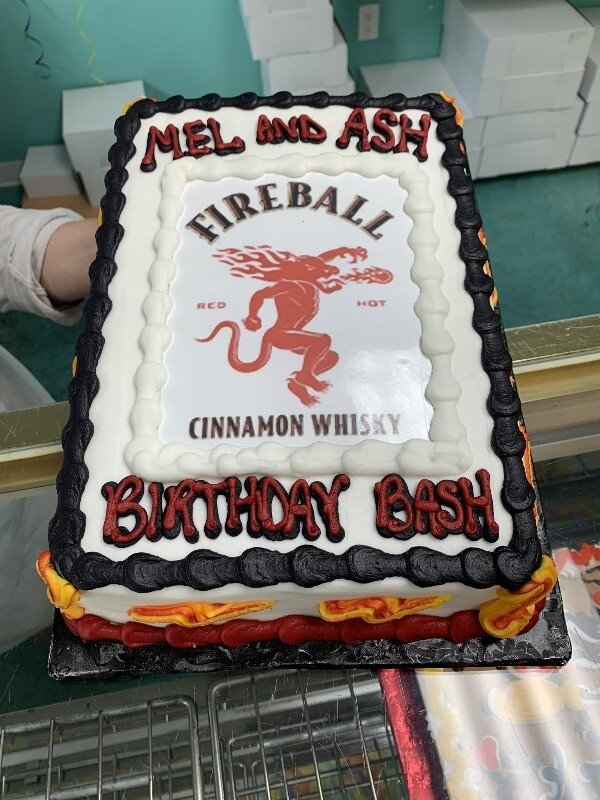 MEL AND ASH
FIREBALL
RED HOT
CINNAMON WHISKY
BIRTHDAY BASH